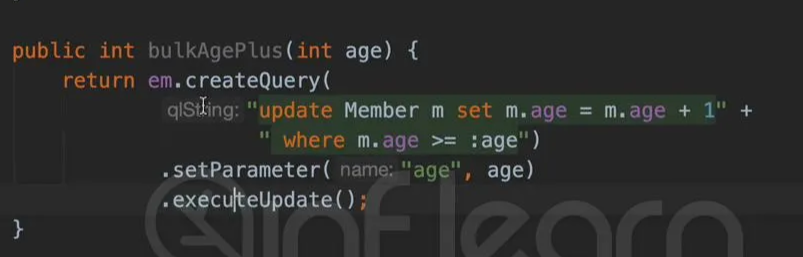 public int bulkAgePlus(int age) {
return em.createQuery(
qlString: "update Member m set m.age = m.age + 1" +
" where m.age >= :age")
.setParameter( name: "age", age)
.executeUpdate();
}
inflearn